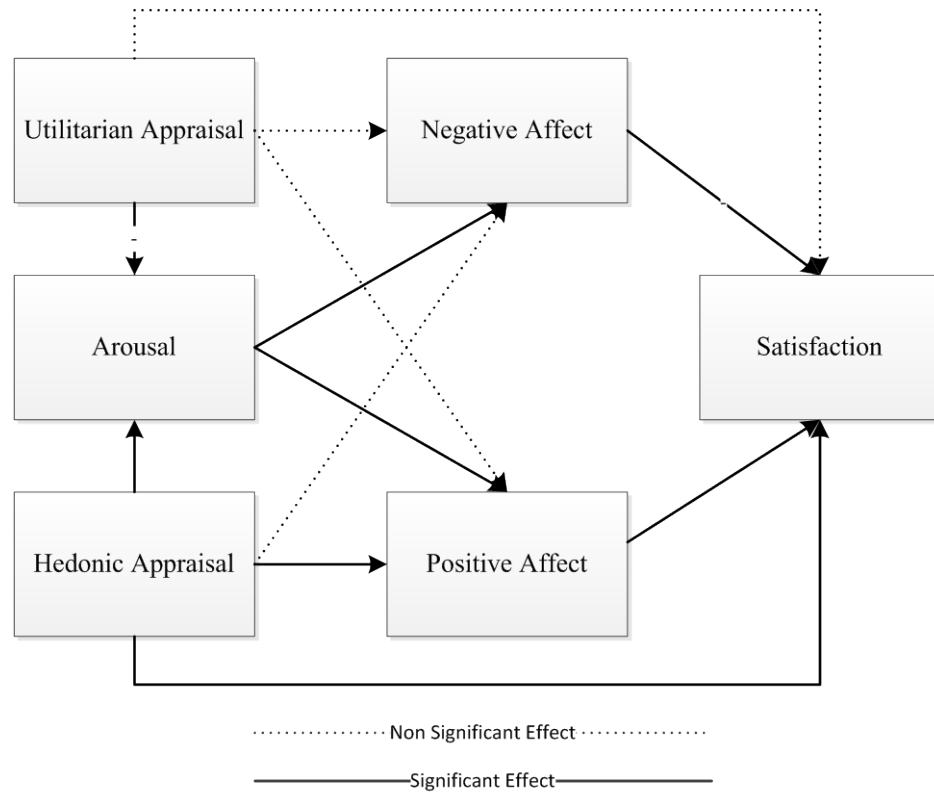 Utilitarian Appraisal
Negative Affect
-
-
Arousal
Satisfaction
Hedonic Appraisal
Positive Affect
Non Significant Effect
Significant Effect